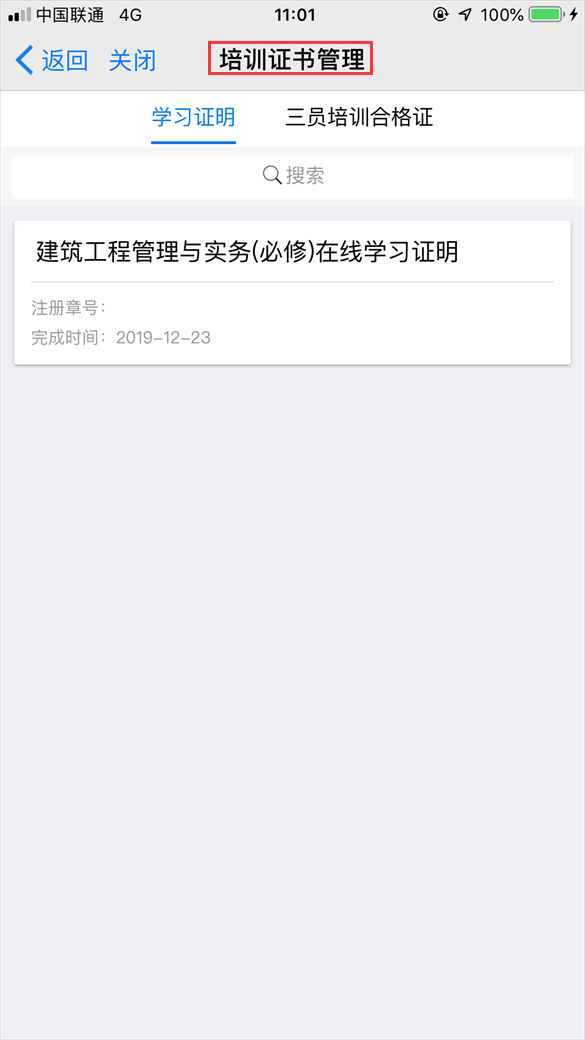 中国联通 4G 11:01 100%
返回 关闭 培训证书管理
学习证明 三员培训合格证
搜索
建筑工程管理与实务(必修)在线学习证明
注册章号：
完成时间：2019-12-23